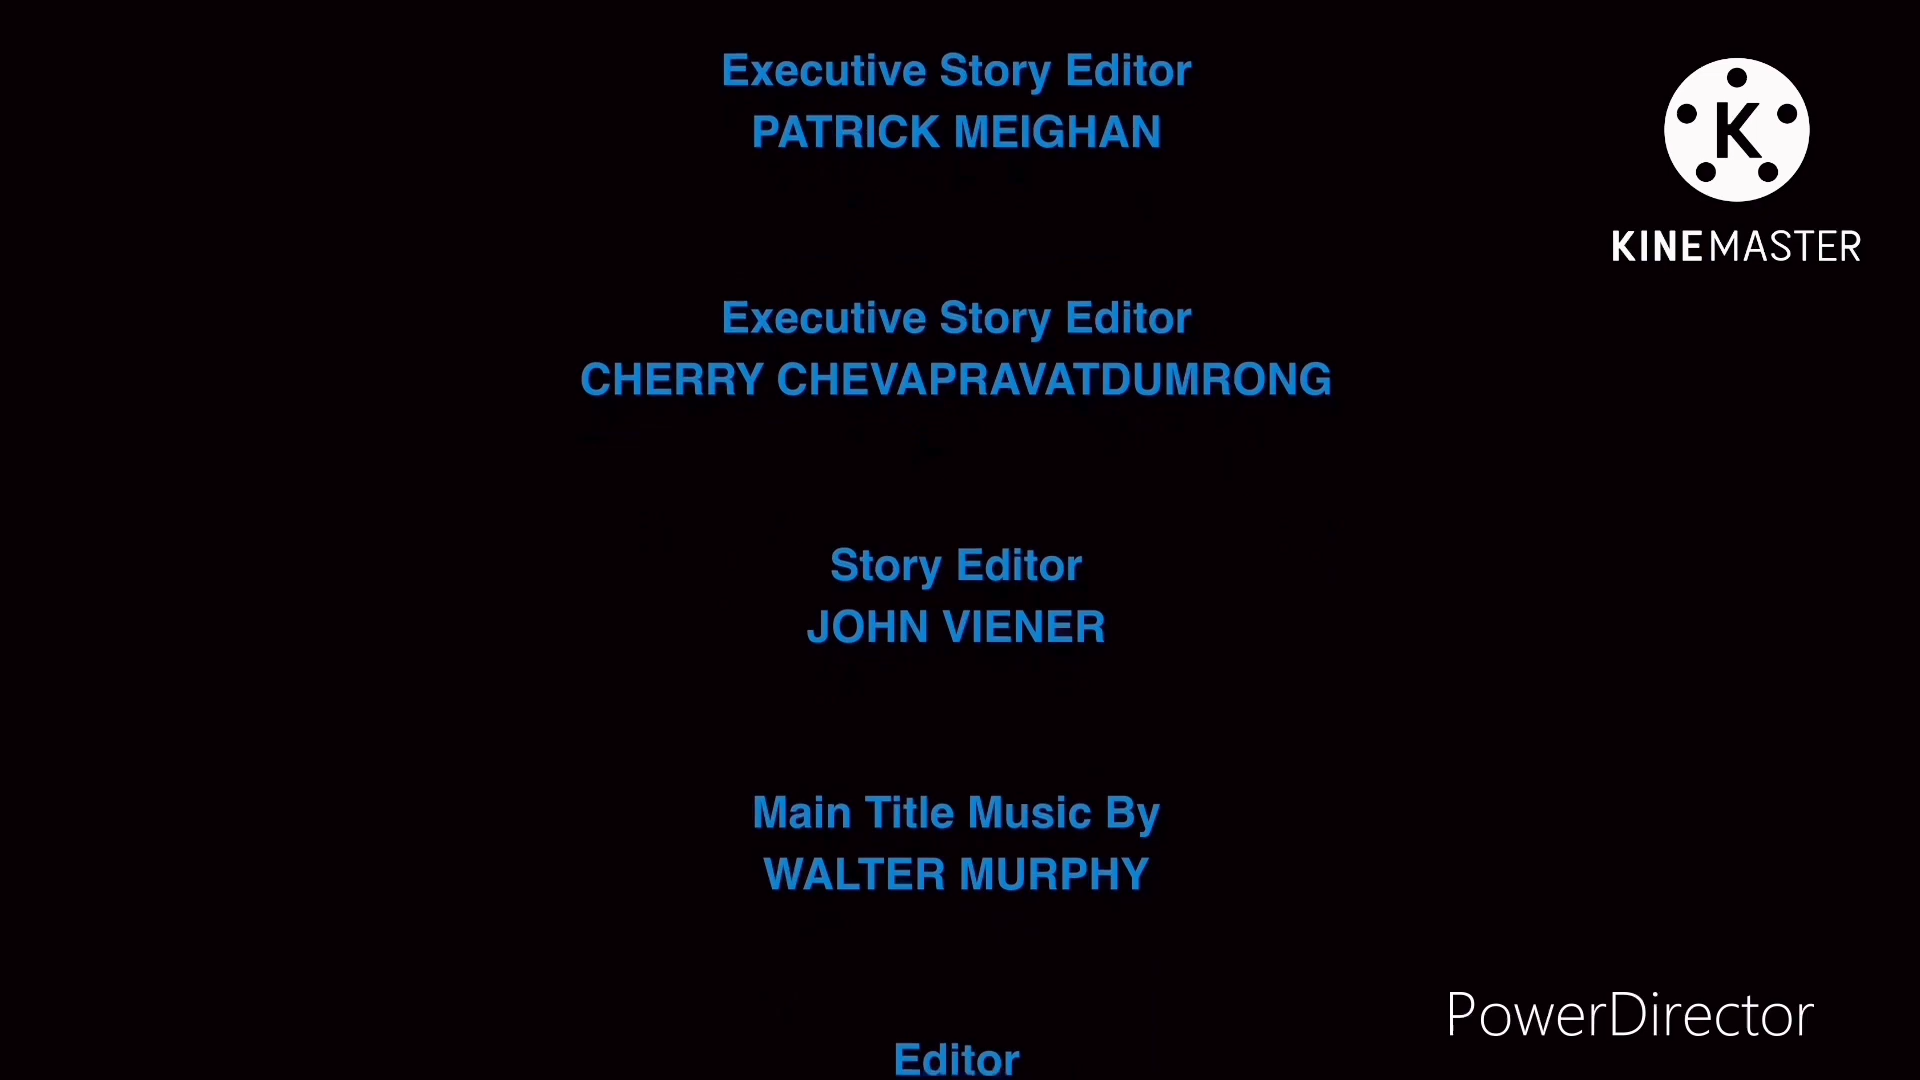 Executive Story Editor
PATRICK MEIGHAN
K
KINEMASTER
Executive Story Editor
CHERRY CHEVAPRAVATDUMRONG
Story Editor
JOHN VIENER
Main Title Music By
WALTER MURPHY
PowerDirector
Editor